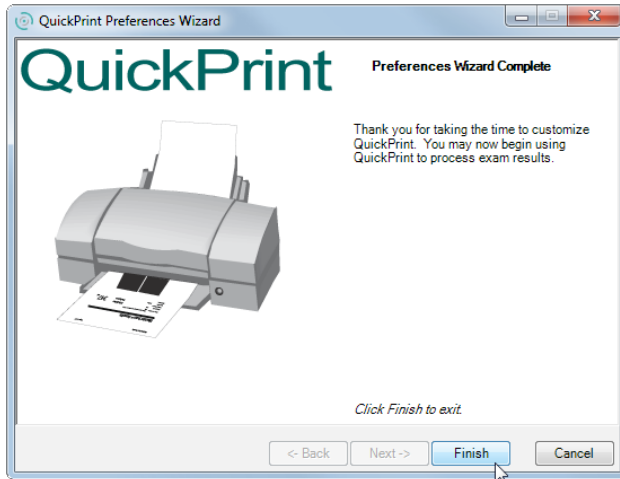 QuickPrint Preferences Wizard
QuickPrint
Preferences Wizard Complete
Thank you for taking the time to customize
QuickPrint. You may now begin using
QuickPrint to process exam results.
Click Finish to exit.
<- Back
Next ->
Finish
Cancel